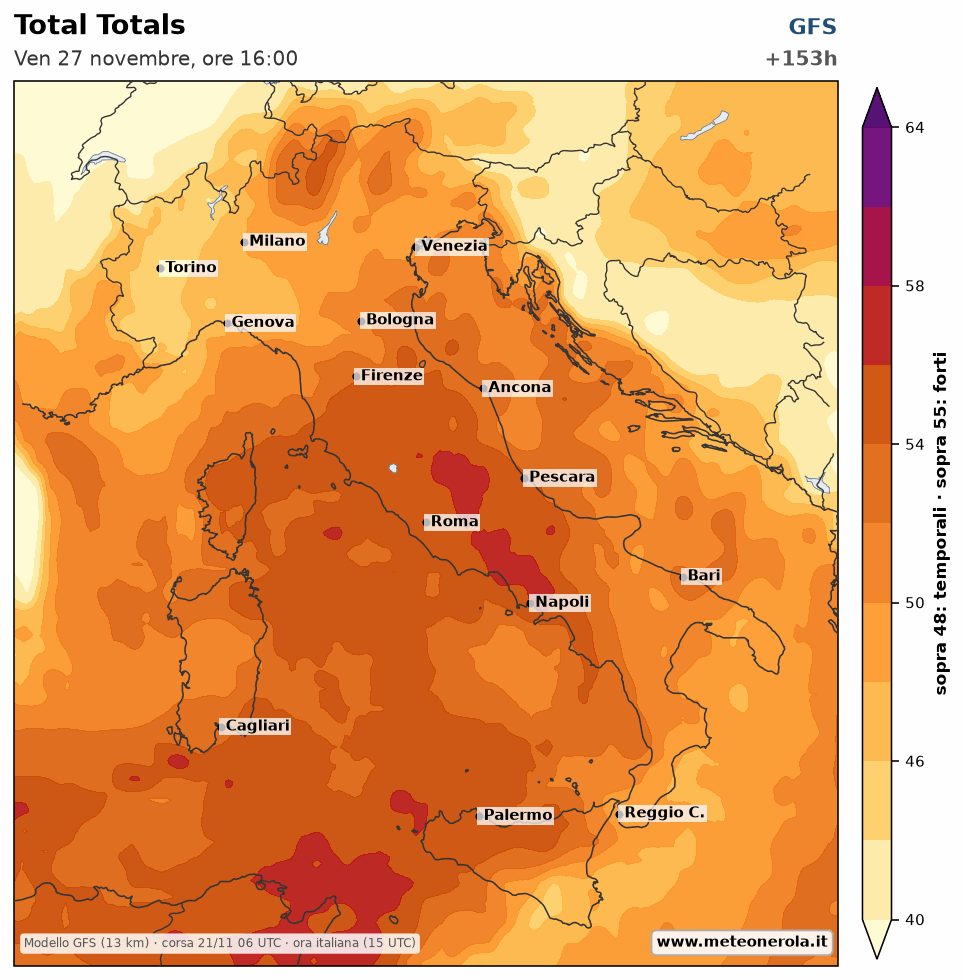 Total Totals
GFS
Ven 27 novembre, ore 16:00
+153h
Milano
Venezia
Torino
Genova
Bologna
Firenze
Ancona
Pescara
Roma
Bari
Napoli
Cagliari
Palermo
Reggio C.
64
58
54
50
46
40
sopra 48: temporali · sopra 55: forti
Modello GFS (13 km) · corsa 21/11 06 UTC · ora italiana (15 UTC)
www.meteonerola.it